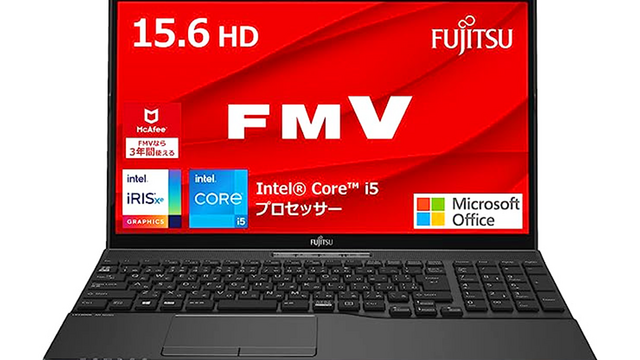 15.6 HD
FUJITSU
McAfee
FMVなら
3年間使える
FMV
intel.
iRIS Xe
GRAPHICS
intel.
CORE
i5
Intel® Core™ i5
プロセッサー
Microsoft
Office
FUJITSU